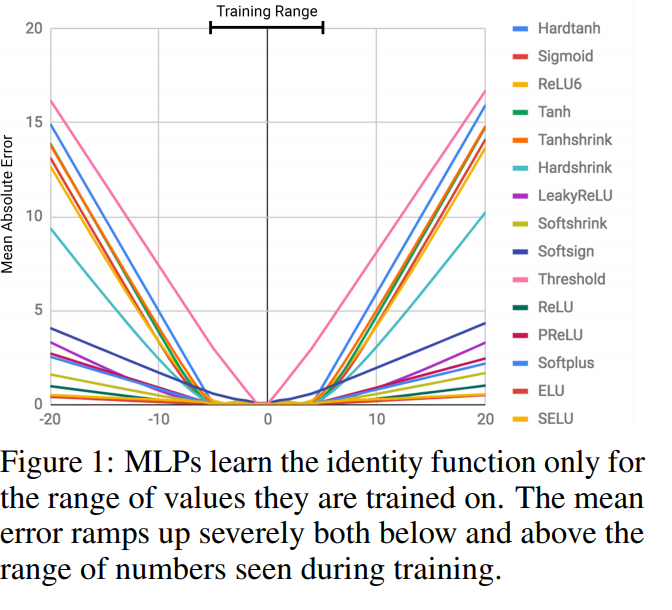 Training Range
20
15
10
5
0
Mean Absolute Error
-20
-10
0
10
20
Hardtanh
Sigmoid
ReLU6
Tanh
Tanhshrink
Hardshrink
LeakyReLU
Softshrink
Softsign
Threshold
ReLU
PReLU
Softplus
ELU
SELU
Figure 1: MLPs learn the identity function only for
the range of values they are trained on. The mean
error ramps up severely both below and above the
range of numbers seen during training.